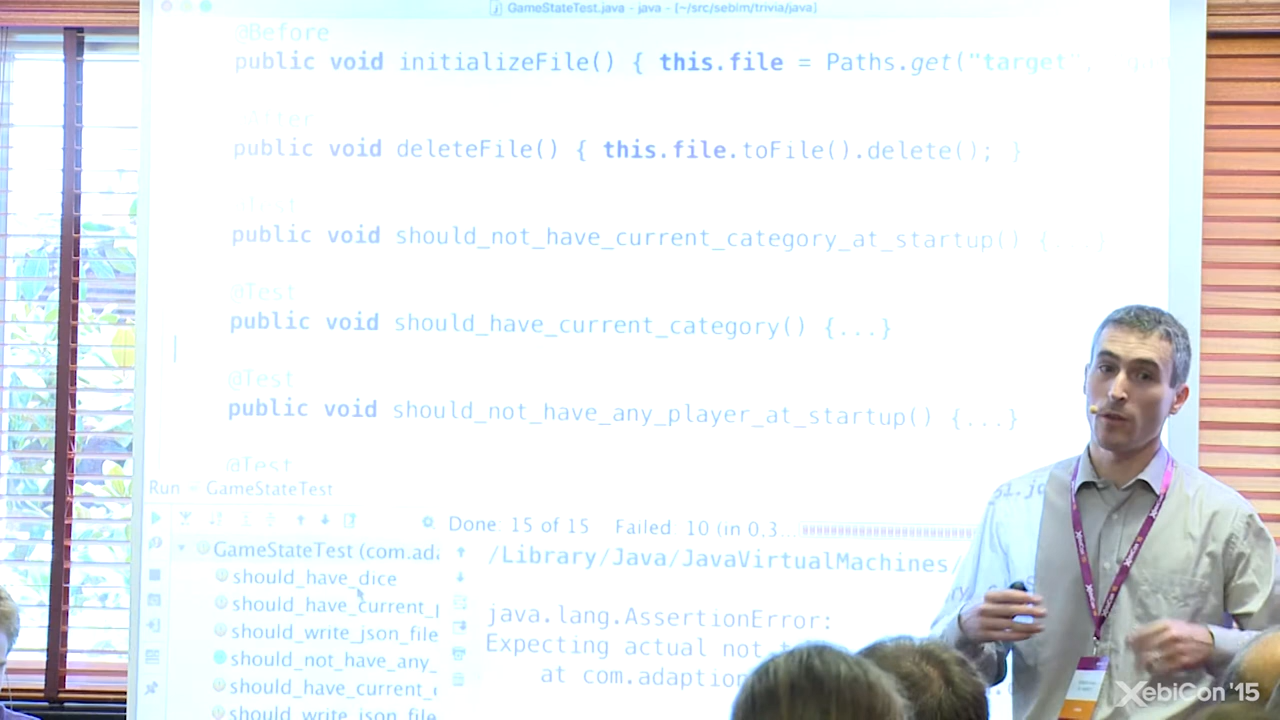 GameStateTest.java - java - [~/src/sebim/trivia/java]
@Before
public void initializeFile() { this.file = Paths.get("target",
@After
public void deleteFile() { this.file.toFile().delete(); }
@Test
public void should_not_have_current_category_at_startup() {...}
@Test
public void should_have_current_category() {...}
@Test
public void should_not_have_any_player_at_startup() {...}
@Test
Run GameStateTest
Done: 15 of 15 Failed 10 (in 0.3...
GameStateTest (com.ada
/Library/Java/JavaVirtualMachines/
should_have_dice
should_have_current_
java.lang.AssertionError:
should_write_json_file
Expecting actual not
should_not_have_any_
at com.adaption
should_have_current_
should_write_json_file
XebiCon'15